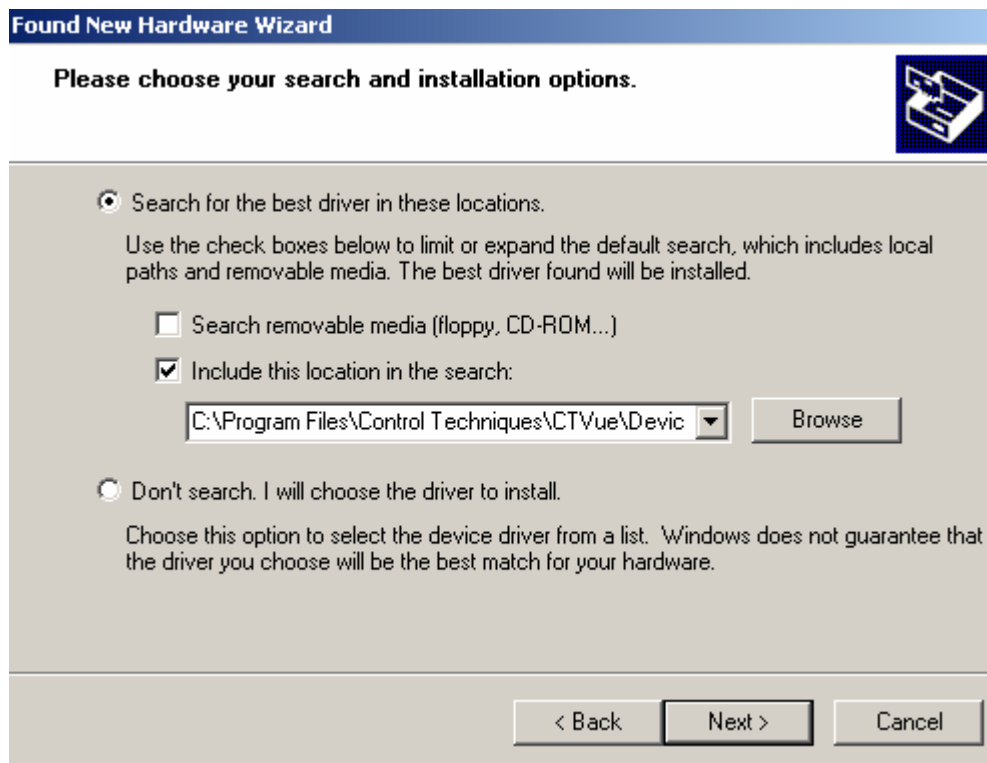 Found New Hardware Wizard
Please choose your search and installation options.
Search for the best driver in these locations.
Use the check boxes below to limit or expand the default search, which includes local
paths and removable media. The best driver found will be installed.
Search removable media (floppy, CD-ROM...)
Include this location in the search:
C:\Program Files\Control Techniques\CTVue\Devic
Browse
Don't search. I will choose the driver to install.
Choose this option to select the device driver from a list. Windows does not guarantee that
the driver you choose will be the best match for your hardware.
< Back
Next >
Cancel